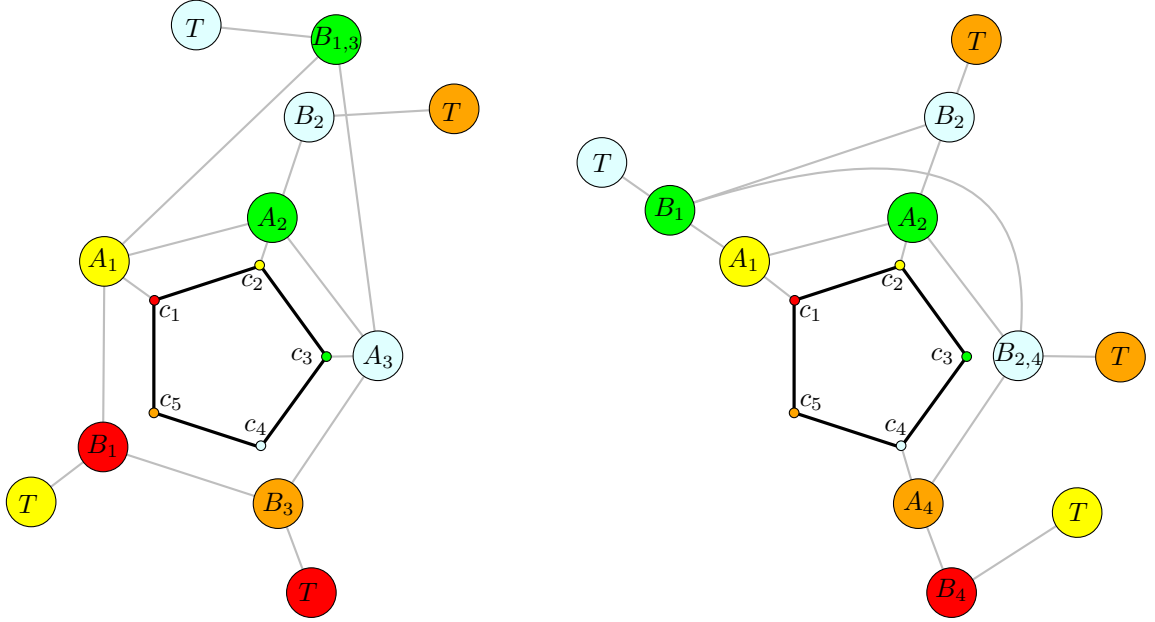 T
B₁,₃
B₂
T
A₂
A₁
c₂
c₁
c₃
A₃
c₅
c₄
B₁
T
B₃
T
T
B₂
T
B₁
A₂
A₁
c₂
c₁
c₃
B₂,₄
T
c₅
c₄
A₄
T
B₄